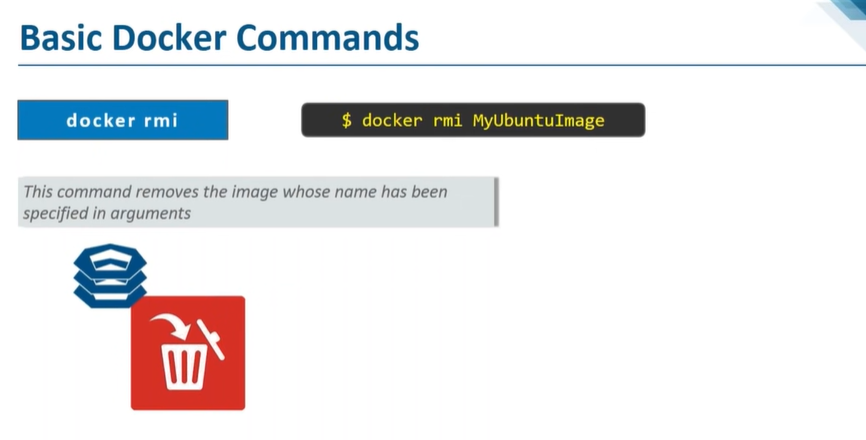 Basic Docker Commands
docker rmi
$ docker rmi MyUbuntuImage
This command removes the image whose name has been
specified in arguments